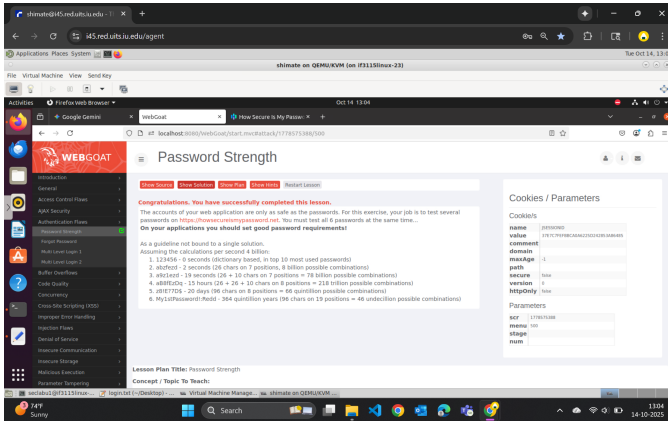 shimate@i45.red.uits.iu.edu - T
i45.red.uits.iu.edu/agent
Applications Places System
Tue Oct 14, 13:0
shimate on QEMU/KVM (on if3115linux-23)
File Virtual Machine View Send Key
Activities
Firefox Web Browser
Oct 14 13:04
Google Gemini
WebGoat
How Secure Is My Passw
localhost:8080/WebGoat/start.mvc#attack/1778575388/500
WEBGOAT
Password Strength
Introduction
General
Access Control Flaws
AJAX Security
Authentication Flaws
Password Strength
Forgot Password
Multi Level Login 1
Multi Level Login 2
Buffer Overflows
Code Quality
Concurrency
Cross-Site Scripting (XSS)
Improper Error Handling
Injection Flaws
Denial of Service
Insecure Communication
Insecure Storage
Malicious Execution
Parameter Tampering
Show Source
Show Solution
Show Plan
Show Hints
Restart Lesson
Congratulations. You have successfully completed this lesson.
The accounts of your web application are only as safe as the passwords. For this exercise, your job is to test several
passwords on https://howsecureismypassword.net. You must test all 6 passwords at the same time...
On your applications you should set good password requirements!
As a guideline not bound to a single solution.
Assuming the calculations per second 4 billion:
1. 123456 - 0 seconds (dictionary based, in top 10 most used passwords)
2. abzfezd - 2 seconds (26 chars on 7 positions, 8 billion possible combinations)
3. a9z1ezd - 19 seconds (26 + 10 chars on 7 positions = 78 billion possible combinations)
4. aB8fEzDq - 15 hours (26 + 26 + 10 chars on 8 positions = 218 trillion possible combinations)
5. z8!E?7D$ - 20 days (96 chars on 8 positions = 66 quintillion possible combinations)
6. My1stPassword!:Redd - 364 quintillion years (96 chars on 19 positions = 46 undecillion possible combinations)
Lesson Plan Title: Password Strength
Concept / Topic To Teach:
Cookies / Parameters
Cookie/s
name JSESSIONID
value
comment
domain
maxAge -1
path
secure false
version 0
httpOnly false
Parameters
scr 1778575388
menu 500
stage
num
login.txt (~/Desktop) - ...
Virtual Machine Manage...
shimate on QEMU/KVM ...
74°F
Sunny
Search
13:04
14-10-2025